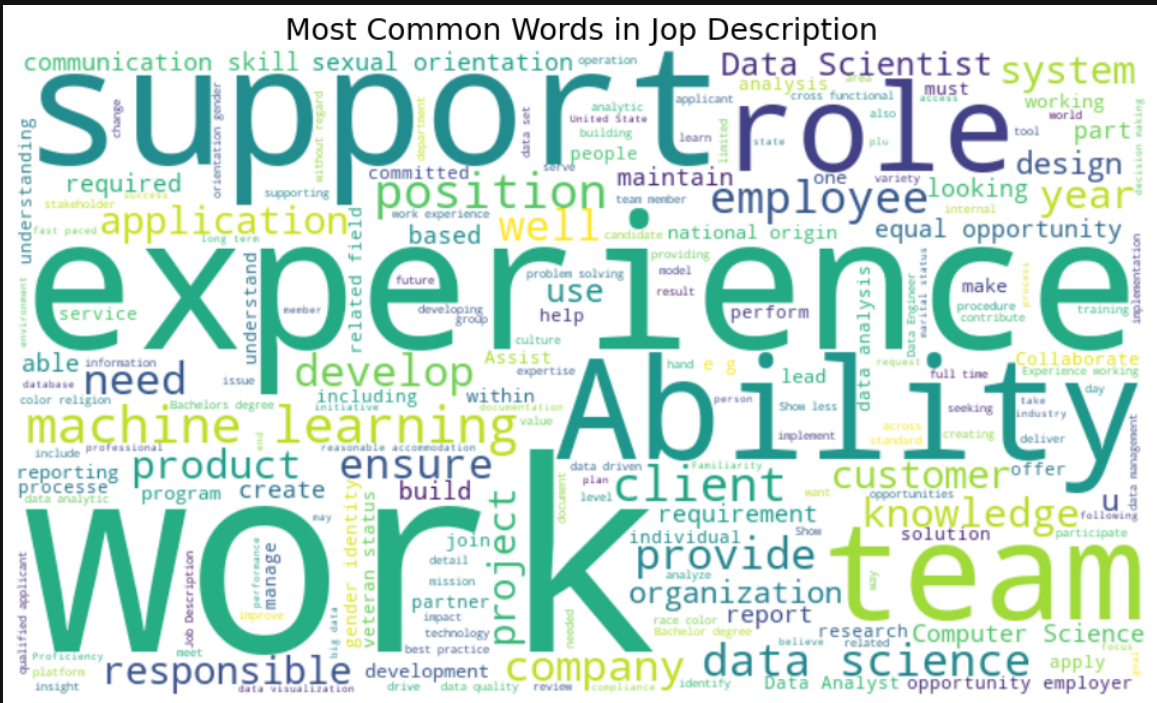 Most Common Words in Jop Description
communication skill sexual orientation operation Data Scientist system
support role
change orientation gender without regard department data set
analytic applicant United State building learn people limited
analysis area cross functional must access also state plu tool
working world part decision making
understanding required stakeholder success supporting committed serve
position maintain team member one variety employee looking design year internal
application fast paced long term related field work experience based well candidate national origin equal opportunity
experience
environment service understand member future developing group problem solving use help culture
providing model result perform data analysis Data Engineer marital status make procedure contribute process training implementation
able information database need issue develop Assist expertise hand e g lead request full time Collaborate Experience working
Ability
color religion Bachelors degree including initiative within documentation value person Show less implement seeking creating across standard day take industry deliver
machine learning
include professional end reasonable accommodation
reporting processe data analytic product program create ensure build
data driven plan level Familiarity client want customer opportunities offer u data management following
work
document requirement individual Show knowledge solution participate
team
may join detail mission partner impact technology best practice project needed
qualified applicant Job Description performance manage improve meet big data gender identity veteran status
provide analyze organization way report race color Bachelor degree believe research related Computer Science focus
Proficiency platform insight responsible data visualization development drive data quality company review compliance identify
data science apply goal
Data Analyst opportunity employer